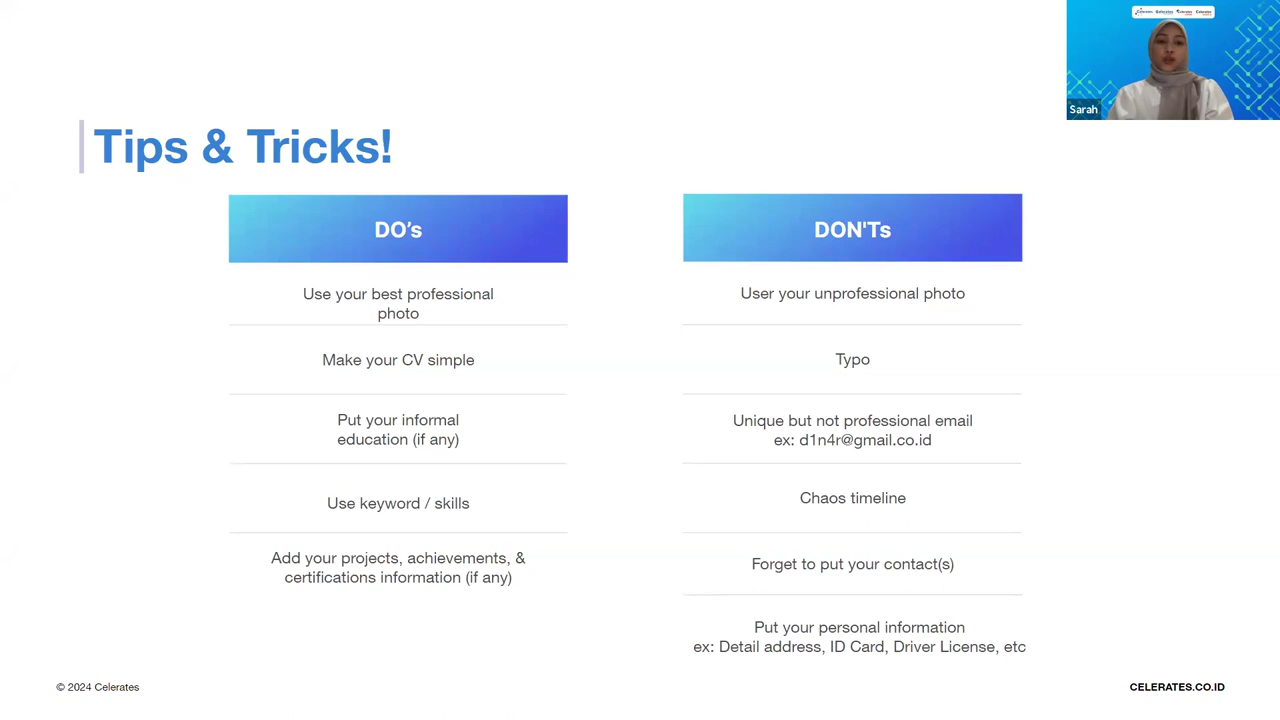 Sarah
Tips & Tricks!
DO's
Use your best professional
photo
Make your CV simple
Put your informal
education (if any)
Use keyword / skills
Add your projects, achievements, &
certifications information (if any)
DON'Ts
User your unprofessional photo
Typo
Unique but not professional email
ex: d1n4r@gmail.co.id
Chaos timeline
Forget to put your contact(s)
Put your personal information
ex: Detail address, ID Card, Driver License, etc
© 2024 Celerates
CELERATES.CO.ID